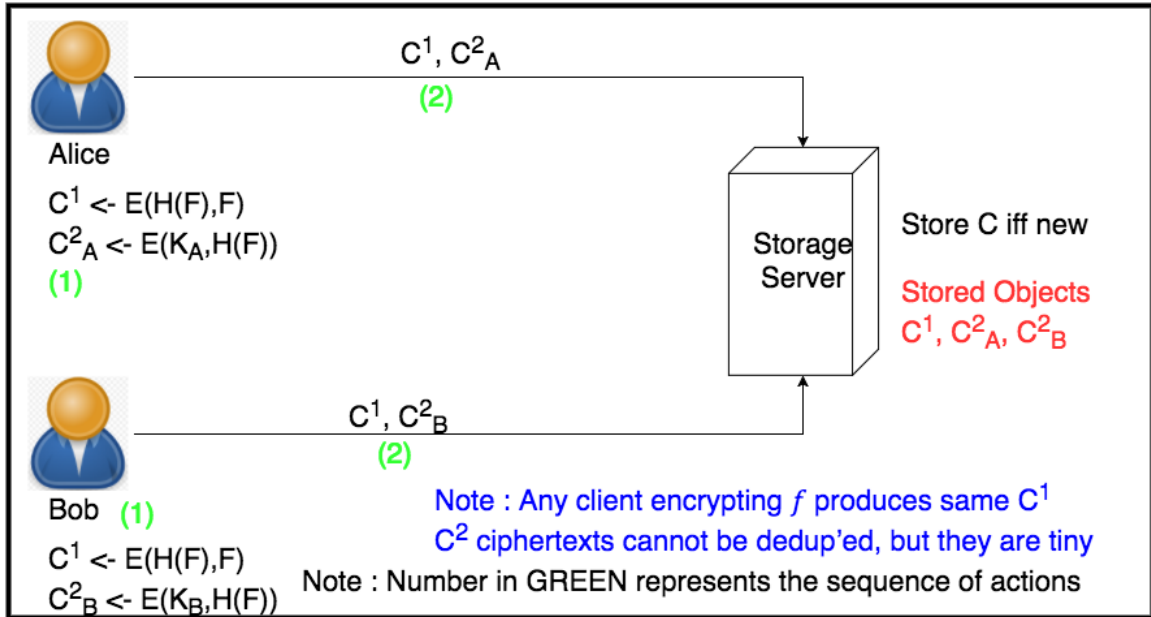 C¹, C²A
(2)
Alice
C¹ <- E(H(F),F)
C²A <- E(KA,H(F))
(1)
Storage
Server
Store C iff new
Stored Objects
C¹, C²A, C²B
C¹, C²B
(2)
Bob (1)
C¹ <- E(H(F),F)
C²B <- E(KB,H(F))
Note : Any client encrypting f produces same C¹
C² ciphertexts cannot be dedup'ed, but they are tiny
Note : Number in GREEN represents the sequence of actions